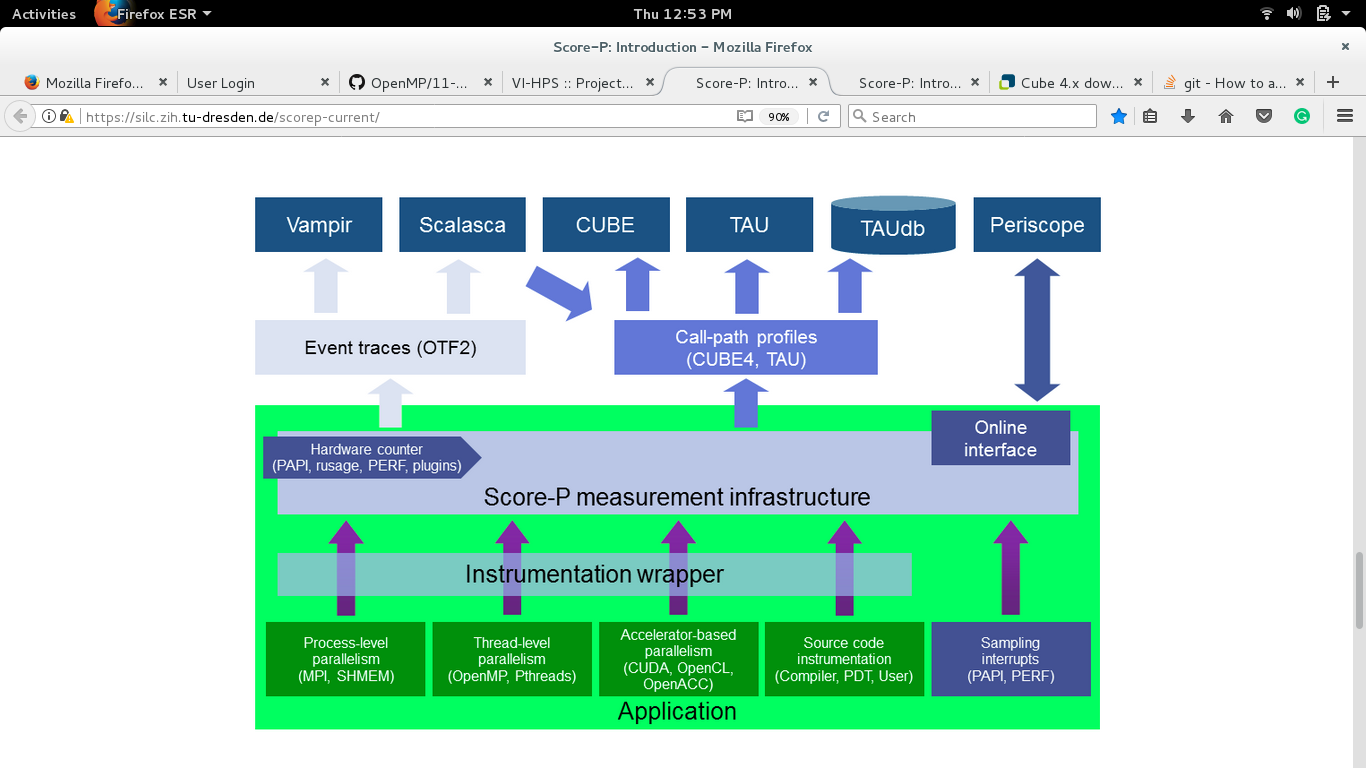 Activities
Firefox ESR
Thu 12:53 PM
Score-P: Introduction - Mozilla Firefox
Mozilla Firefo...
User Login
OpenMP/11-...
VI-HPS :: Project...
Score-P: Intro...
Score-P: Intro...
Cube 4.x dow...
git - How to a...
https://silc.zih.tu-dresden.de/scorep-current/
90%
Search
Vampir
Scalasca
CUBE
TAU
TAUdb
Periscope
Event traces (OTF2)
Call-path profiles
(CUBE4, TAU)
Online
interface
Hardware counter
(PAPI, rusage, PERF, plugins)
Score-P measurement infrastructure
Instrumentation wrapper
Process-level
parallelism
(MPI, SHMEM)
Thread-level
parallelism
(OpenMP, Pthreads)
Accelerator-based
parallelism
(CUDA, OpenCL,
OpenACC)
Source code
instrumentation
(Compiler, PDT, User)
Sampling
interrupts
(PAPI, PERF)
Application